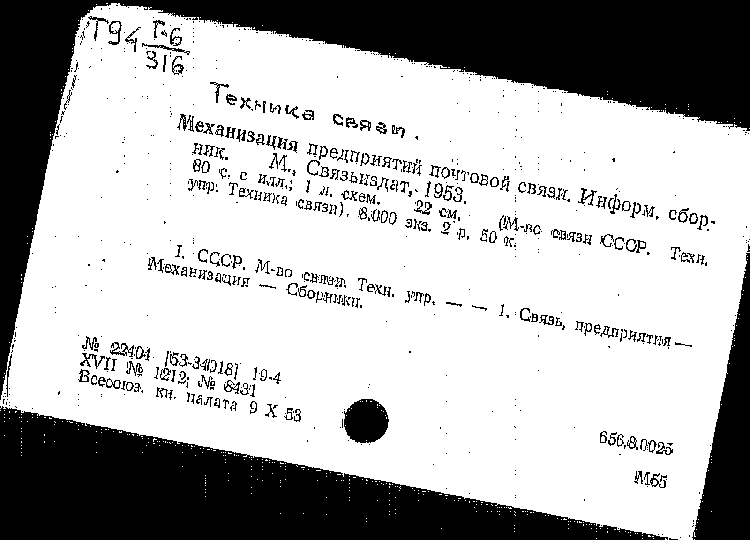 Т94 Г-6
316
Техника связи.
Механизация предприятий почтовой связи. Информ. сбор-
ник. М., Связьиздат, 1953.
80 с. с илл.; 1 л. схем. 22 см. (М-во связи СССР. Техн.
упр. Техника связи). 8.000 экз. 2 р. 50 к.
I. СССР. М-во связи. Техн. упр. — — 1. Связь, предприятия —
Механизация — Сборники.
№ 22404 [53-34018] 19-4
XVII № 1212; № 8431
Всесоюз. кн. палата 9 X 53
656.8.0025
М55